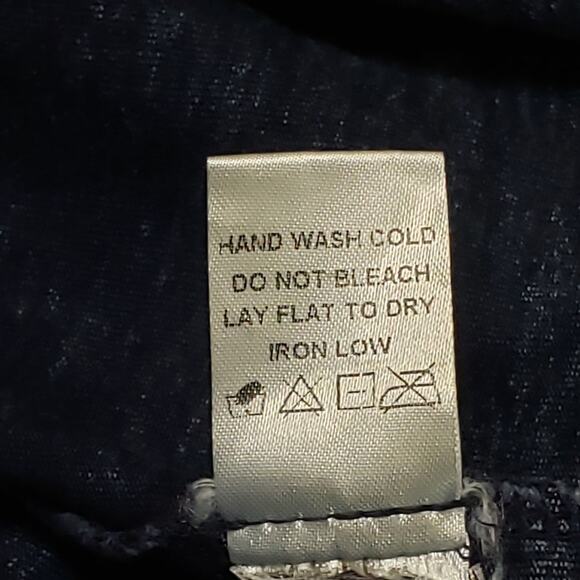 HAND WASH COLD
DO NOT BLEACH
LAY FLAT TO DRY
IRON LOW